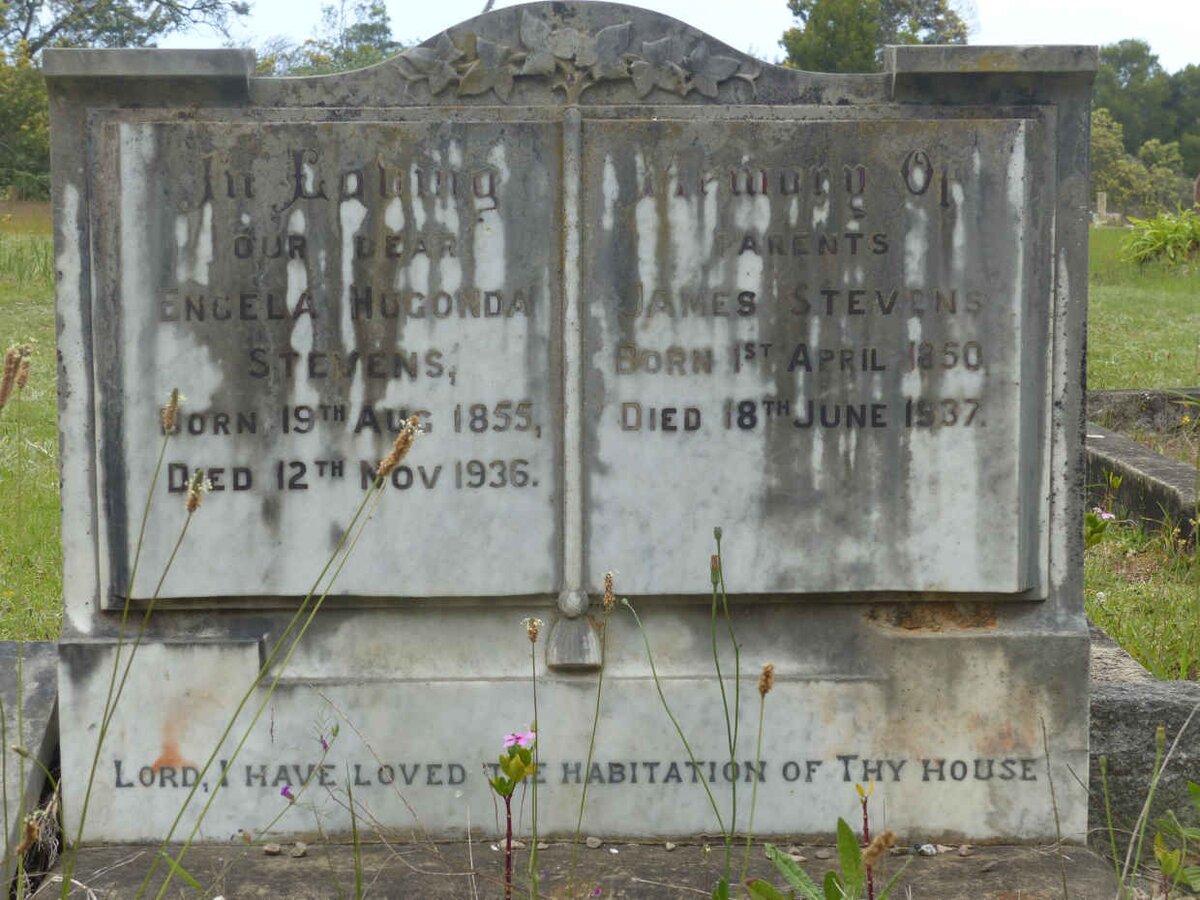 In Loving
OUR DEAR
ENGELA HUGONDA
STEVENS,
BORN 19TH AUG 1855,
DIED 12TH NOV 1936.
Memory Of
PARENTS
JAMES STEVENS
BORN 1ST APRIL 1850,
DIED 18TH JUNE 1937.
LORD, I HAVE LOVED THE HABITATION OF THY HOUSE